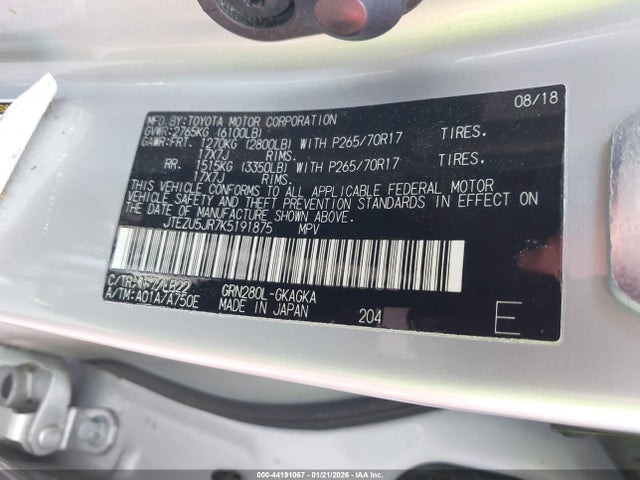 08/18
MFD.BY:TOYOTA MOTOR CORPORATION
GVWR:2765KG (6100LB)
GAWR:FRT. 1270KG (2800LB) WITH P265/70R17 TIRES.
17X7J RIMS.
RR. 1515KG (3350LB) WITH P265/70R17 TIRES.
17X7J RIMS.
THIS VEHICLE CONFORMS TO ALL APPLICABLE FEDERAL MOTOR
VEHICLE SAFETY AND THEFT PREVENTION STANDARDS IN EFFECT ON
THE DATE OF MANUFACTURE SHOWN ABOVE.
JTEZU5JR7K5191875 MPV
C/TR: /LB22 GRN280L-GKAGKA
A/TM:A01A/A750E MADE IN JAPAN 204 E
000-44191067 - 01/21/2026 - IAA PUBLIC